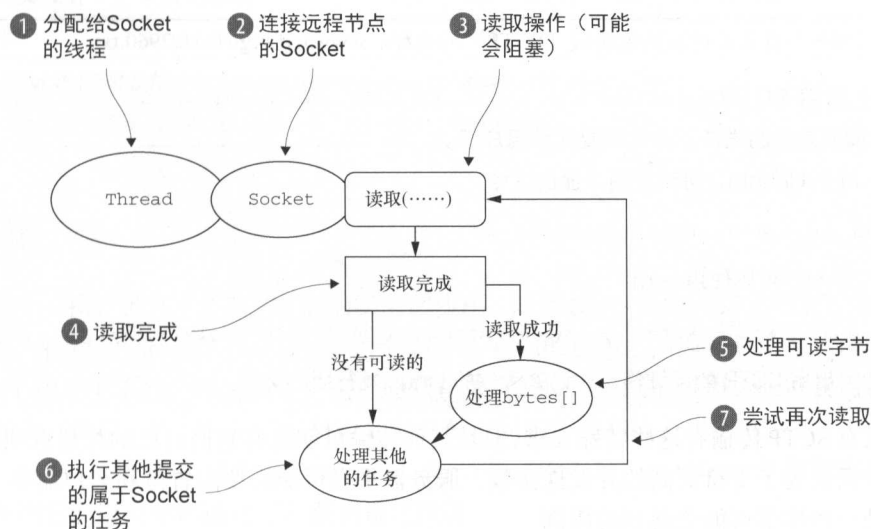 1 分配给Socket
的线程
2 连接远程节点
的Socket
3 读取操作（可能
会阻塞）
Thread
Socket
读取(……)
读取完成
4 读取完成
读取成功
没有可读的
5 处理可读字节
处理bytes[]
7 尝试再次读取
处理其他
的任务
6 执行其他提交
的属于Socket
的任务